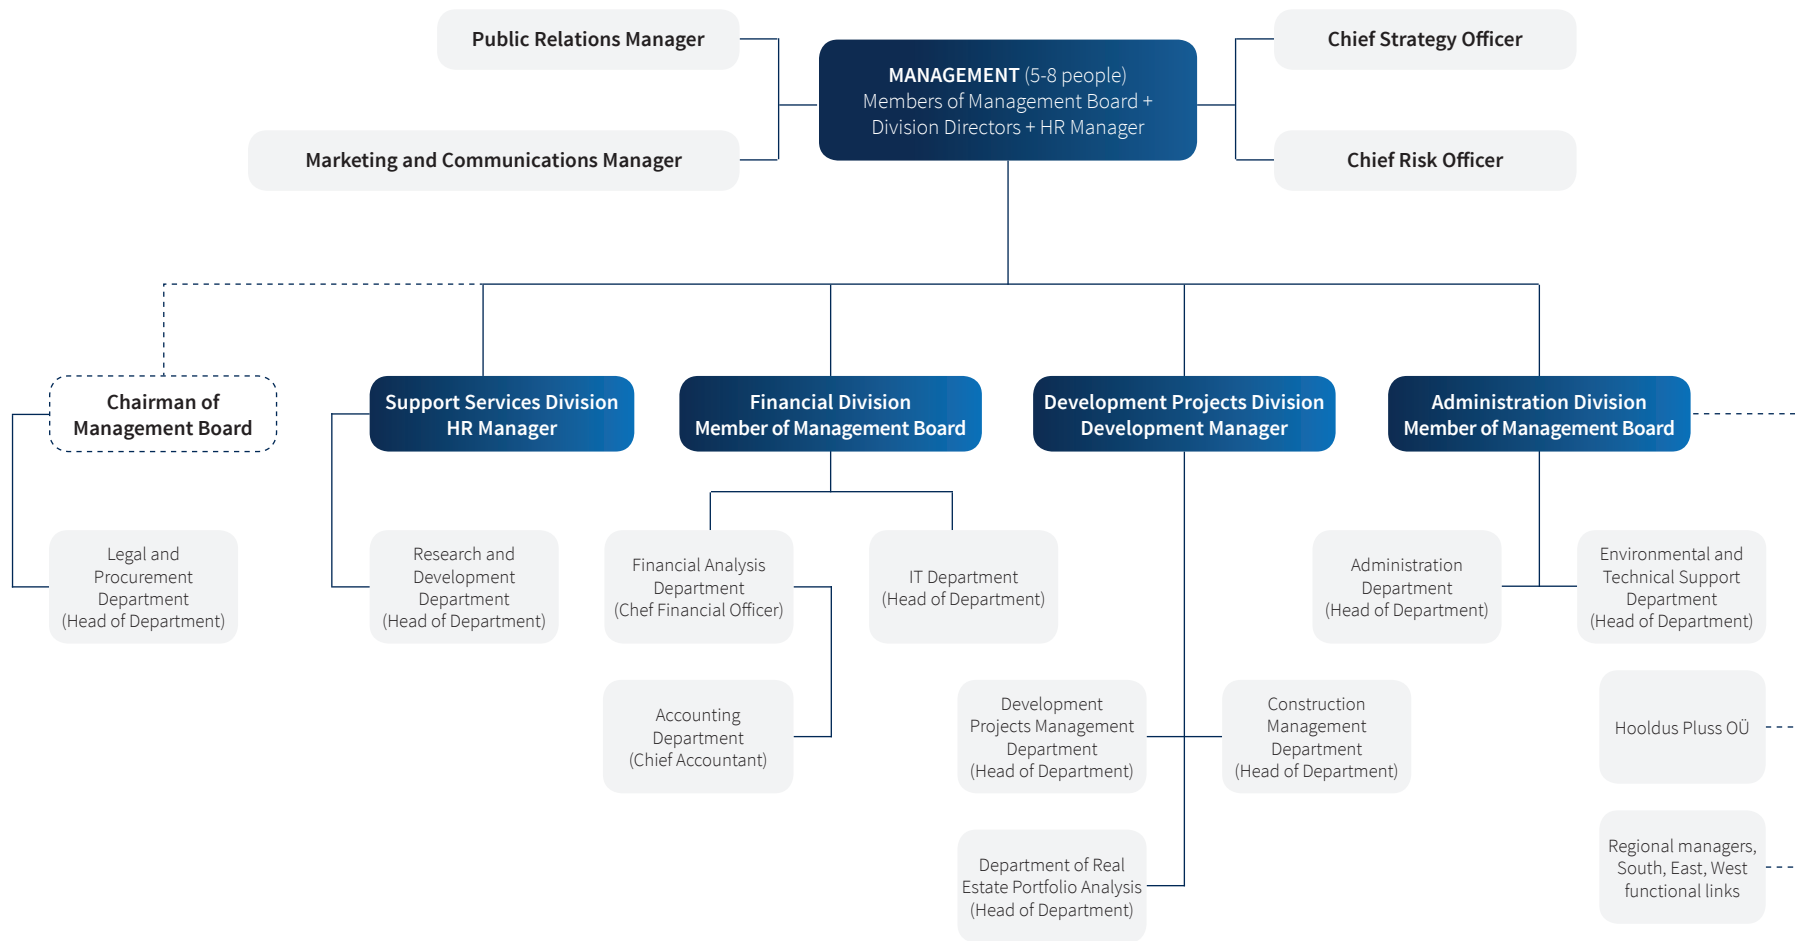 Public Relations Manager
Marketing and Communications Manager
MANAGEMENT (5-8 people)
Members of Management Board +
Division Directors + HR Manager
Chief Strategy Officer
Chief Risk Officer
Chairman of
Management Board
Support Services Division
HR Manager
Financial Division
Member of Management Board
Development Projects Division
Development Manager
Administration Division
Member of Management Board
Legal and
Procurement
Department
(Head of Department)
Research and
Development
Department
(Head of Department)
Financial Analysis
Department
(Chef Financial Officer)
IT Department
(Head of Department)
Administration
Department
(Head of Department)
Environmental and
Technical Support
Department
(Head of Department)
Accounting
Department
(Chief Accountant)
Development
Projects Management
Department
(Head of Department)
Construction
Management
Department
(Head of Department)
Hooldus Pluss OÜ
Department of Real
Estate Portfolio Analysis
(Head of Department)
Regional managers,
South, East, West
functional links